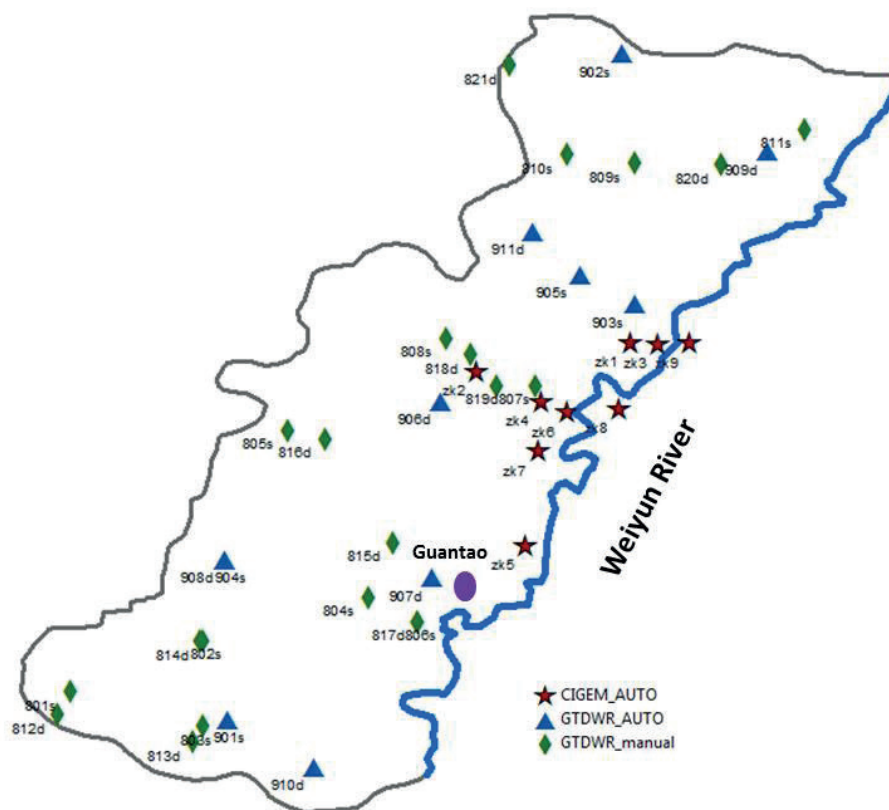 902s
821d
811s
810s
809s
820d
909d
911d
905s
903s
808s
818d
zk1
zk3
zk9
zk2
819d
807s
906d
zk4
zk6
zk8
805s
816d
zk7
Weiyun River
815d
Guantao
zk5
908d
904s
907d
804s
817d
806s
814d
802s
801s
812d
803s
901s
813d
910d
CIGEM_AUTO
GTDWR_AUTO
GTDWR_manual